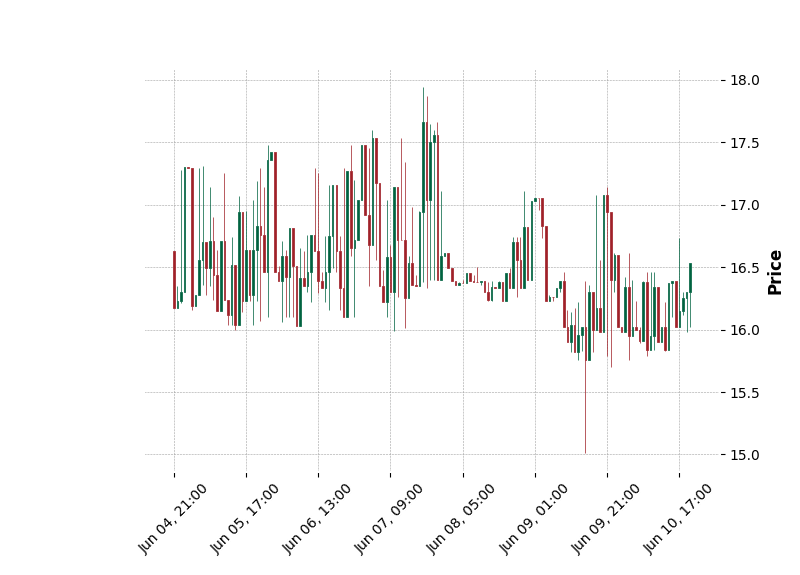 18.0
17.5
17.0
16.5
16.0
15.5
15.0
Price
Jun 04, 21:00
Jun 05, 17:00
Jun 06, 13:00
Jun 07, 09:00
Jun 08, 05:00
Jun 09, 01:00
Jun 09, 21:00
Jun 10, 17:00